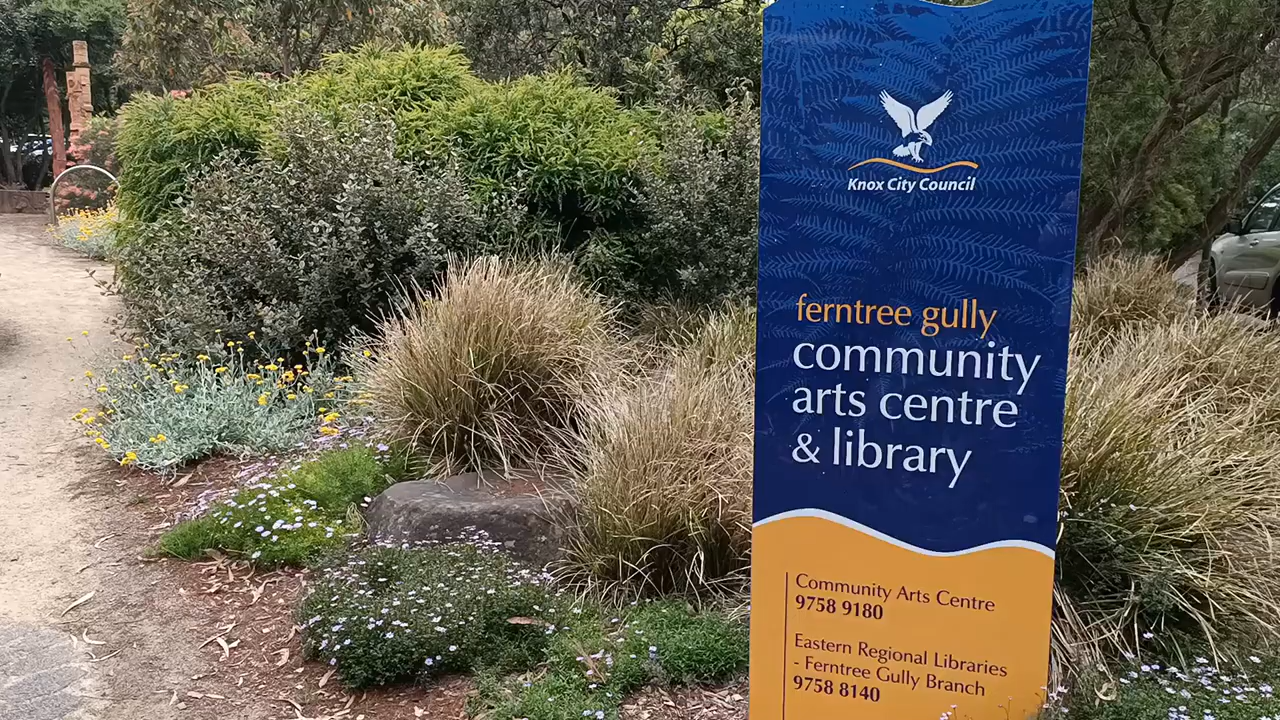 Knox City Council
ferntree gully
community
arts centre
& library
Community Arts Centre
9758 9180
Eastern Regional Libraries
- Ferntree Gully Branch
9758 8140